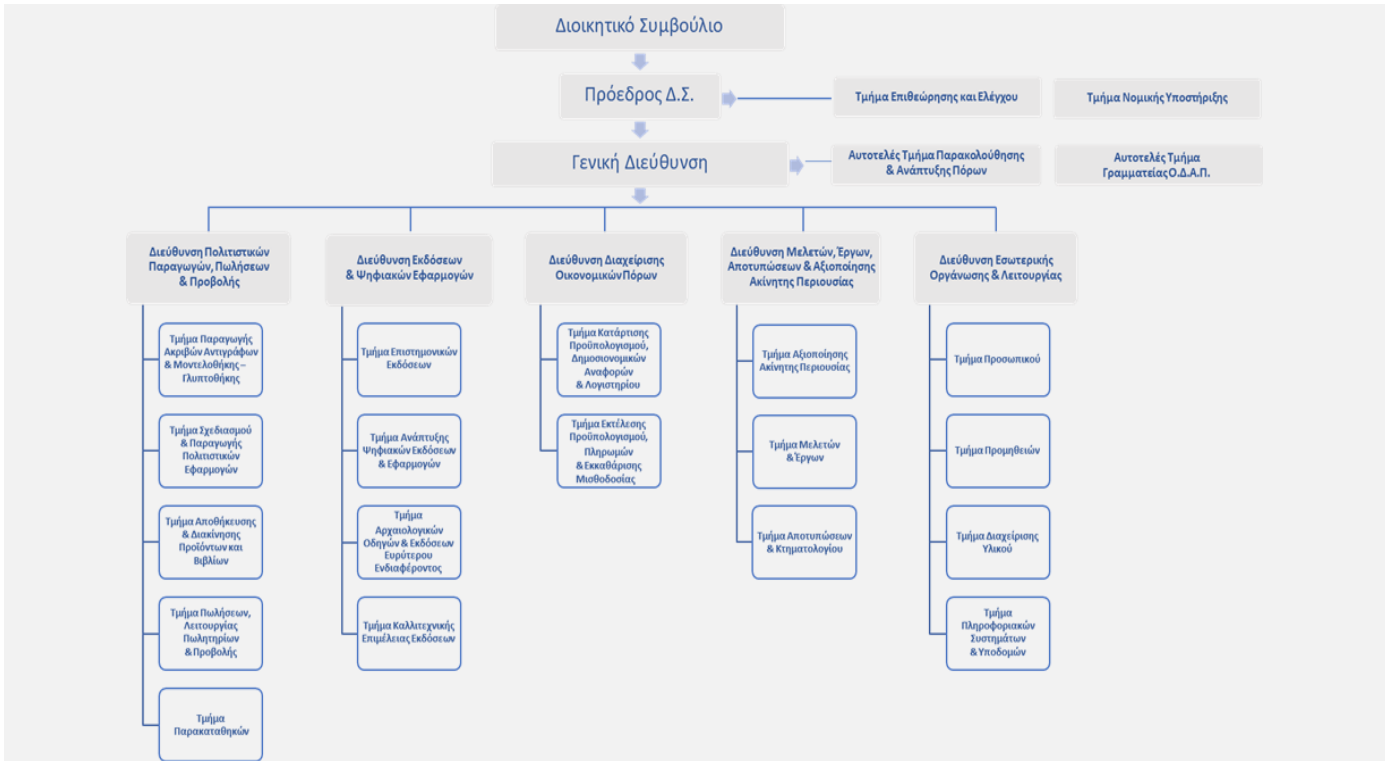 Διοικητικό Συμβούλιο
Πρόεδρος Δ.Σ.
Τμήμα Επιθεώρησης και Ελέγχου
Τμήμα Νομικής Υποστήριξης
Γενική Διεύθυνση
Αυτοτελές Τμήμα Παρακολούθησης
& Ανάπτυξης Πόρων
Αυτοτελές Τμήμα
Γραμματείας Ο.Δ.Α.Π.
Διεύθυνση Πολιτιστικών
Παραγωγών, Πωλήσεων
& Προβολής
Τμήμα Παραγωγής
Ακριβών Αντιγράφων
& Μοντελοθήκης –
Γλυπτοθήκης
Τμήμα Σχεδιασμού
& Παραγωγής
Πολιτιστικών
Εφαρμογών
Τμήμα Αποθήκευσης
& Διακίνησης
Προϊόντων και
Βιβλίων
Τμήμα Πωλήσεων,
Λειτουργίας
Πωλητηρίων
& Προβολής
Τμήμα
Παρακαταθηκών
Διεύθυνση Εκδόσεων
& Ψηφιακών Εφαρμογών
Τμήμα Επιστημονικών
Εκδόσεων
Τμήμα Ανάπτυξης
Ψηφιακών Εκδόσεων
& Εφαρμογών
Τμήμα
Αρχαιολογικών
Οδηγών & Εκδόσεων
Ευρύτερου
Ενδιαφέροντος
Τμήμα Καλλιτεχνικής
Επιμέλειας Εκδόσεων
Διεύθυνση Διαχείρισης
Οικονομικών Πόρων
Τμήμα Κατάρτισης
Προϋπολογισμού,
Δημοσιονομικών
Αναφορών
& Λογιστηρίου
Τμήμα Εκτέλεσης
Προϋπολογισμού,
Πληρωμών
& Εκκαθάρισης
Μισθοδοσίας
Διεύθυνση Μελετών, Έργων,
Αποτυπώσεων & Αξιοποίησης
Ακίνητης Περιουσίας
Τμήμα Αξιοποίησης
Ακίνητης Περιουσίας
Τμήμα Μελετών
& Έργων
Τμήμα Αποτυπώσεων
& Κτηματολογίου
Διεύθυνση Εσωτερικής
Οργάνωσης & Λειτουργίας
Τμήμα Προσωπικού
Τμήμα Προμηθειών
Τμήμα Διαχείρισης
Υλικού
Τμήμα
Πληροφοριακών
Συστημάτων
& Υποδομών